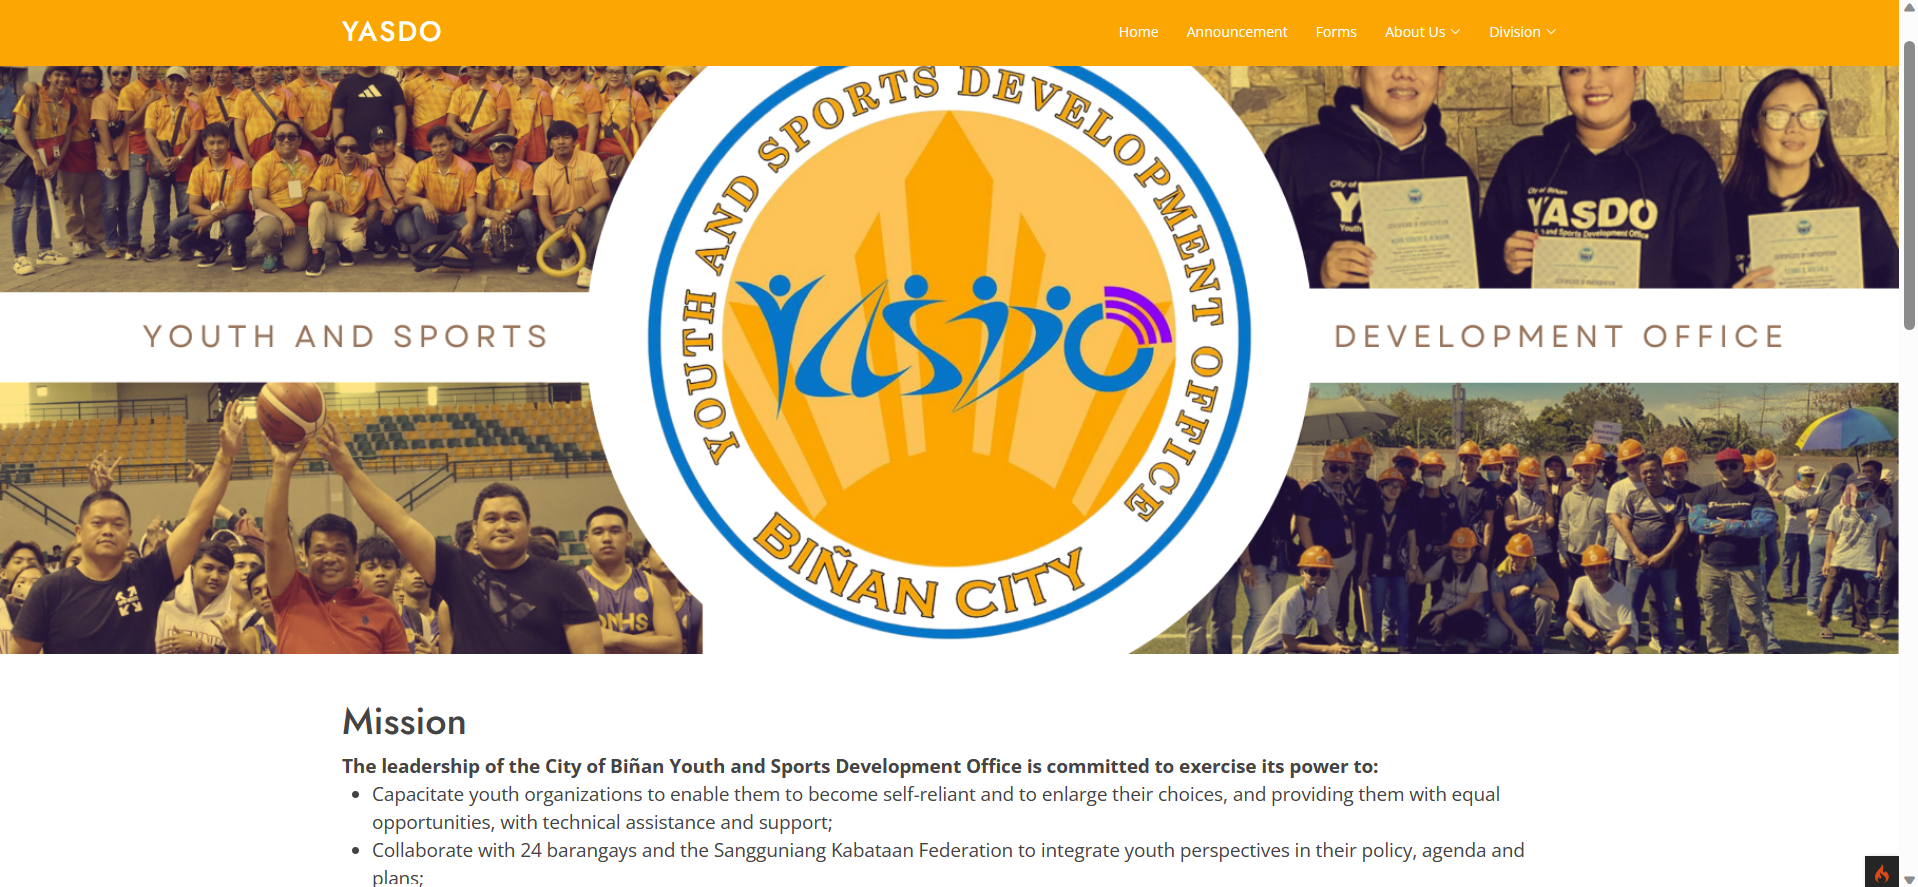 YASDO
Home Announcement Forms About Us Division
YOUTH AND SPORTS DEVELOPMENT OFFICE
YASDO
BIÑAN CITY
City of Biñan
YASDO
Youth and Sports Development Office
YOUTH AND SPORTS
DEVELOPMENT OFFICE
Mission
The leadership of the City of Biñan Youth and Sports Development Office is committed to exercise its power to:
Capacitate youth organizations to enable them to become self-reliant and to enlarge their choices, and providing them with equal
opportunities, with technical assistance and support;
Collaborate with 24 barangays and the Sangguniang Kabataan Federation to integrate youth perspectives in their policy, agenda and
plans;